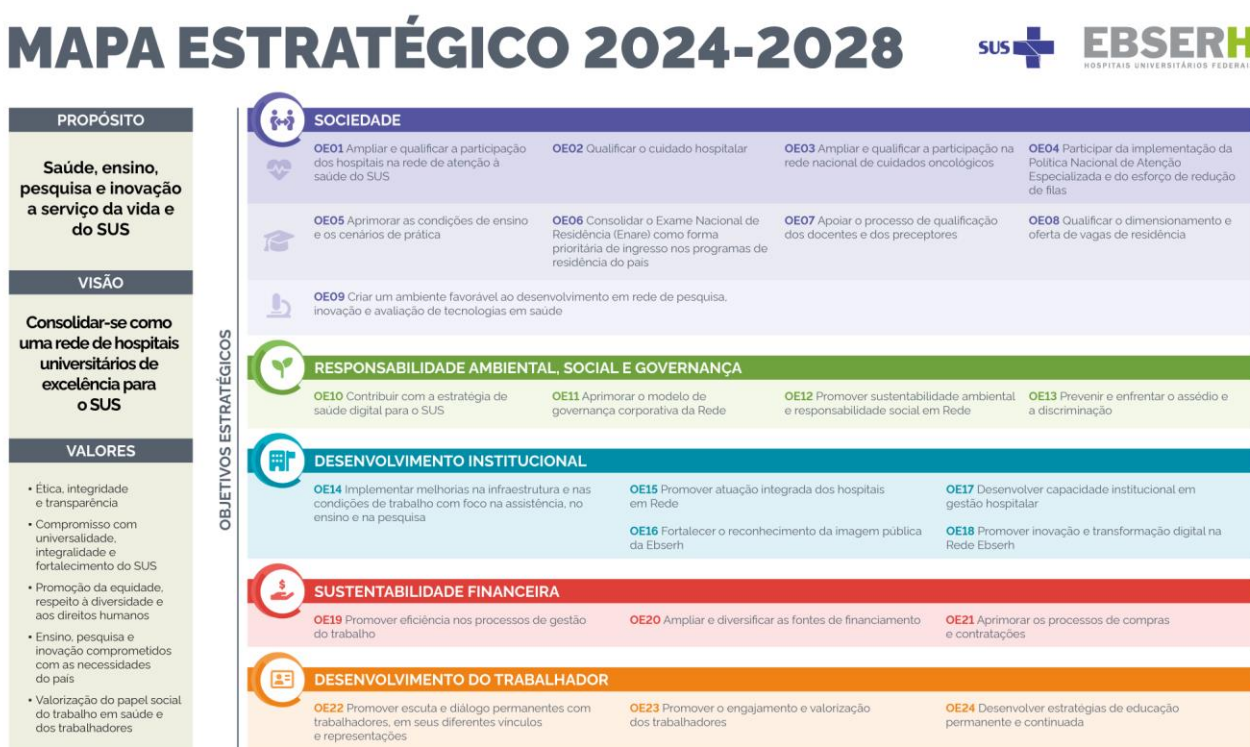 MAPA ESTRATÉGICO 2024-2028
SUS
EBSERH
HOSPITAIS UNIVERSITÁRIOS FEDERAI
PROPÓSITO
Saúde, ensino,
pesquisa e inovação
a serviço da vida e
do SUS
VISÃO
Consolidar-se como
uma rede de hospitais
universitários de
excelência para
o SUS
VALORES
• Ética, integridade
e transparência
• Compromisso com
universalidade,
integralidade e
fortalecimento do SUS
• Promoção da equidade,
respeito à diversidade e
aos direitos humanos
• Ensino, pesquisa e
inovação comprometidos
com as necessidades
do país
• Valorização do papel social
do trabalho em saúde e
dos trabalhadores
OBJETIVOS ESTRATÉGICOS
SOCIEDADE
OE01 Ampliar e qualificar a participação
dos hospitais na rede de atenção à
saúde do SUS
OE02 Qualificar o cuidado hospitalar
OE03 Ampliar e qualificar a participação na
rede nacional de cuidados oncológicos
OE04 Participar da implementação da
Política Nacional de Atenção
Especializada e do esforço de redução
de filas
OE05 Aprimorar as condições de ensino
e os cenários de prática
OE06 Consolidar o Exame Nacional de
Residência (Enare) como forma
prioritária de ingresso nos programas de
residência do país
OE07 Apoiar o processo de qualificação
dos docentes e dos preceptores
OE08 Qualificar o dimensionamento e
oferta de vagas de residência
OE09 Criar um ambiente favorável ao desenvolvimento em rede de pesquisa,
inovação e avaliação de tecnologias em saúde
RESPONSABILIDADE AMBIENTAL, SOCIAL E GOVERNANÇA
OE10 Contribuir com a estratégia de
saúde digital para o SUS
OE11 Aprimorar o modelo de
governança corporativa da Rede
OE12 Promover sustentabilidade ambiental
e responsabilidade social em Rede
OE13 Prevenir e enfrentar o assédio e
a discriminação
DESENVOLVIMENTO INSTITUCIONAL
OE14 Implementar melhorias na infraestrutura e nas
condições de trabalho com foco na assistência, no
ensino e na pesquisa
OE15 Promover atuação integrada dos hospitais
em Rede
OE16 Fortalecer o reconhecimento da imagem pública
da Ebserh
OE17 Desenvolver capacidade institucional em
gestão hospitalar
OE18 Promover inovação e transformação digital na
Rede Ebserh
SUSTENTABILIDADE FINANCEIRA
OE19 Promover eficiência nos processos de gestão
do trabalho
OE20 Ampliar e diversificar as fontes de financiamento
OE21 Aprimorar os processos de compras
e contratações
DESENVOLVIMENTO DO TRABALHADOR
OE22 Promover escuta e diálogo permanentes com
trabalhadores, em seus diferentes vínculos
e representações
OE23 Promover o engajamento e valorização
dos trabalhadores
OE24 Desenvolver estratégias de educação
permanente e continuada